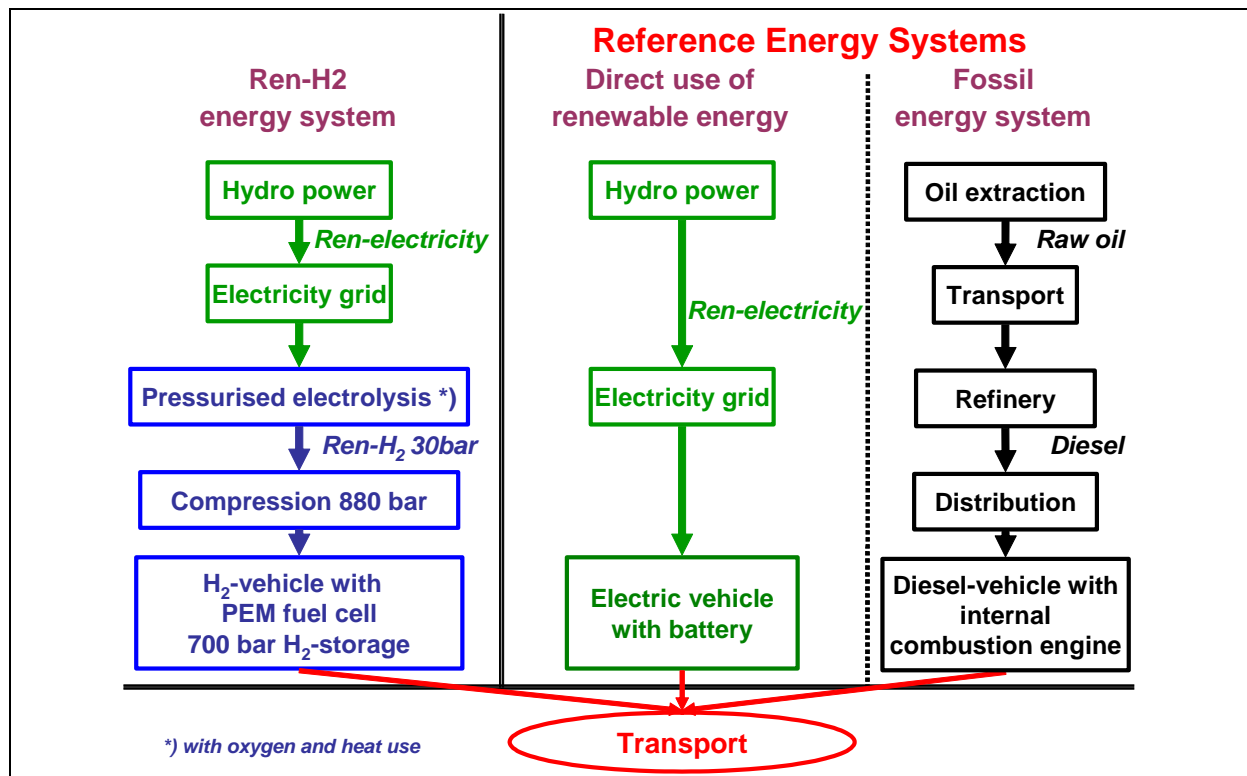 Reference Energy Systems
Ren-H2
energy system
Hydro power
Ren-electricity
Electricity grid
Pressurised electrolysis *)
Ren-H₂ 30bar
Compression 880 bar
H₂-vehicle with
PEM fuel cell
700 bar H₂-storage
Direct use of
renewable energy
Hydro power
Ren-electricity
Electricity grid
Electric vehicle
with battery
Fossil
energy system
Oil extraction
Raw oil
Transport
Refinery
Diesel
Distribution
Diesel-vehicle with
internal
combustion engine
Transport
*) with oxygen and heat use